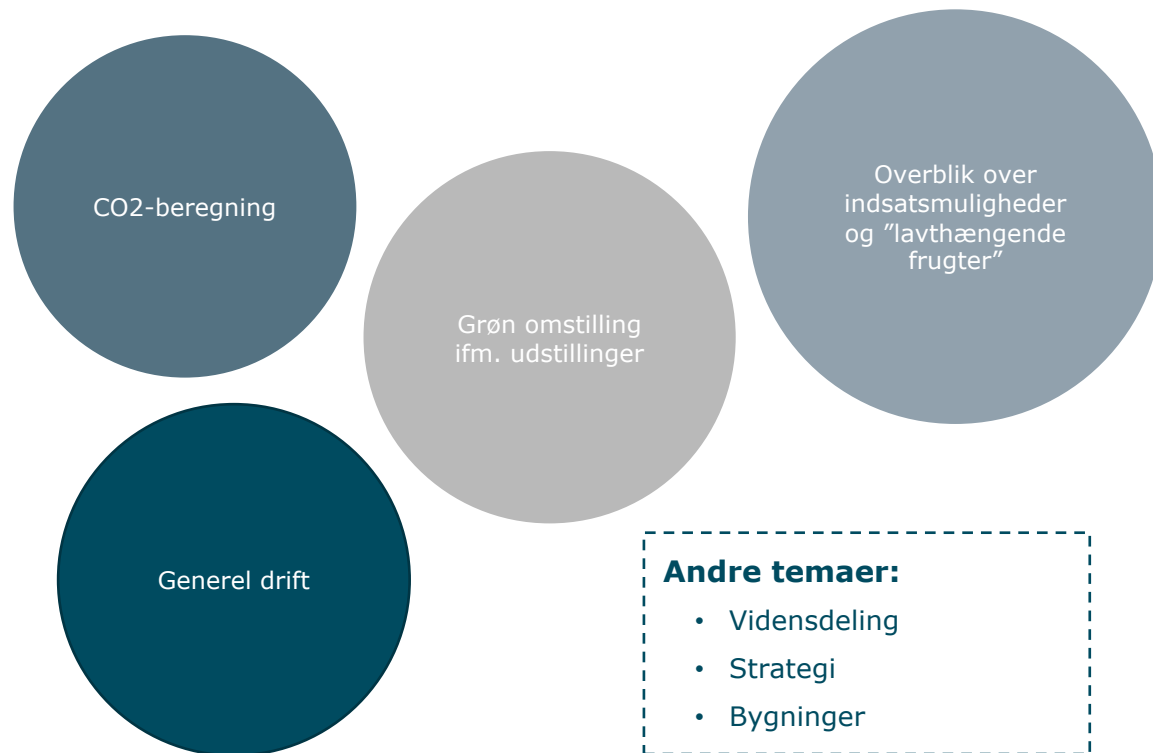 CO2-beregning
Overblik over
indsatsmuligheder
og ”lavthængende
frugter”
Grøn omstilling
ifm. udstillinger
Generel drift
Andre temaer:
• Vidensdeling
• Strategi
• Bygninger